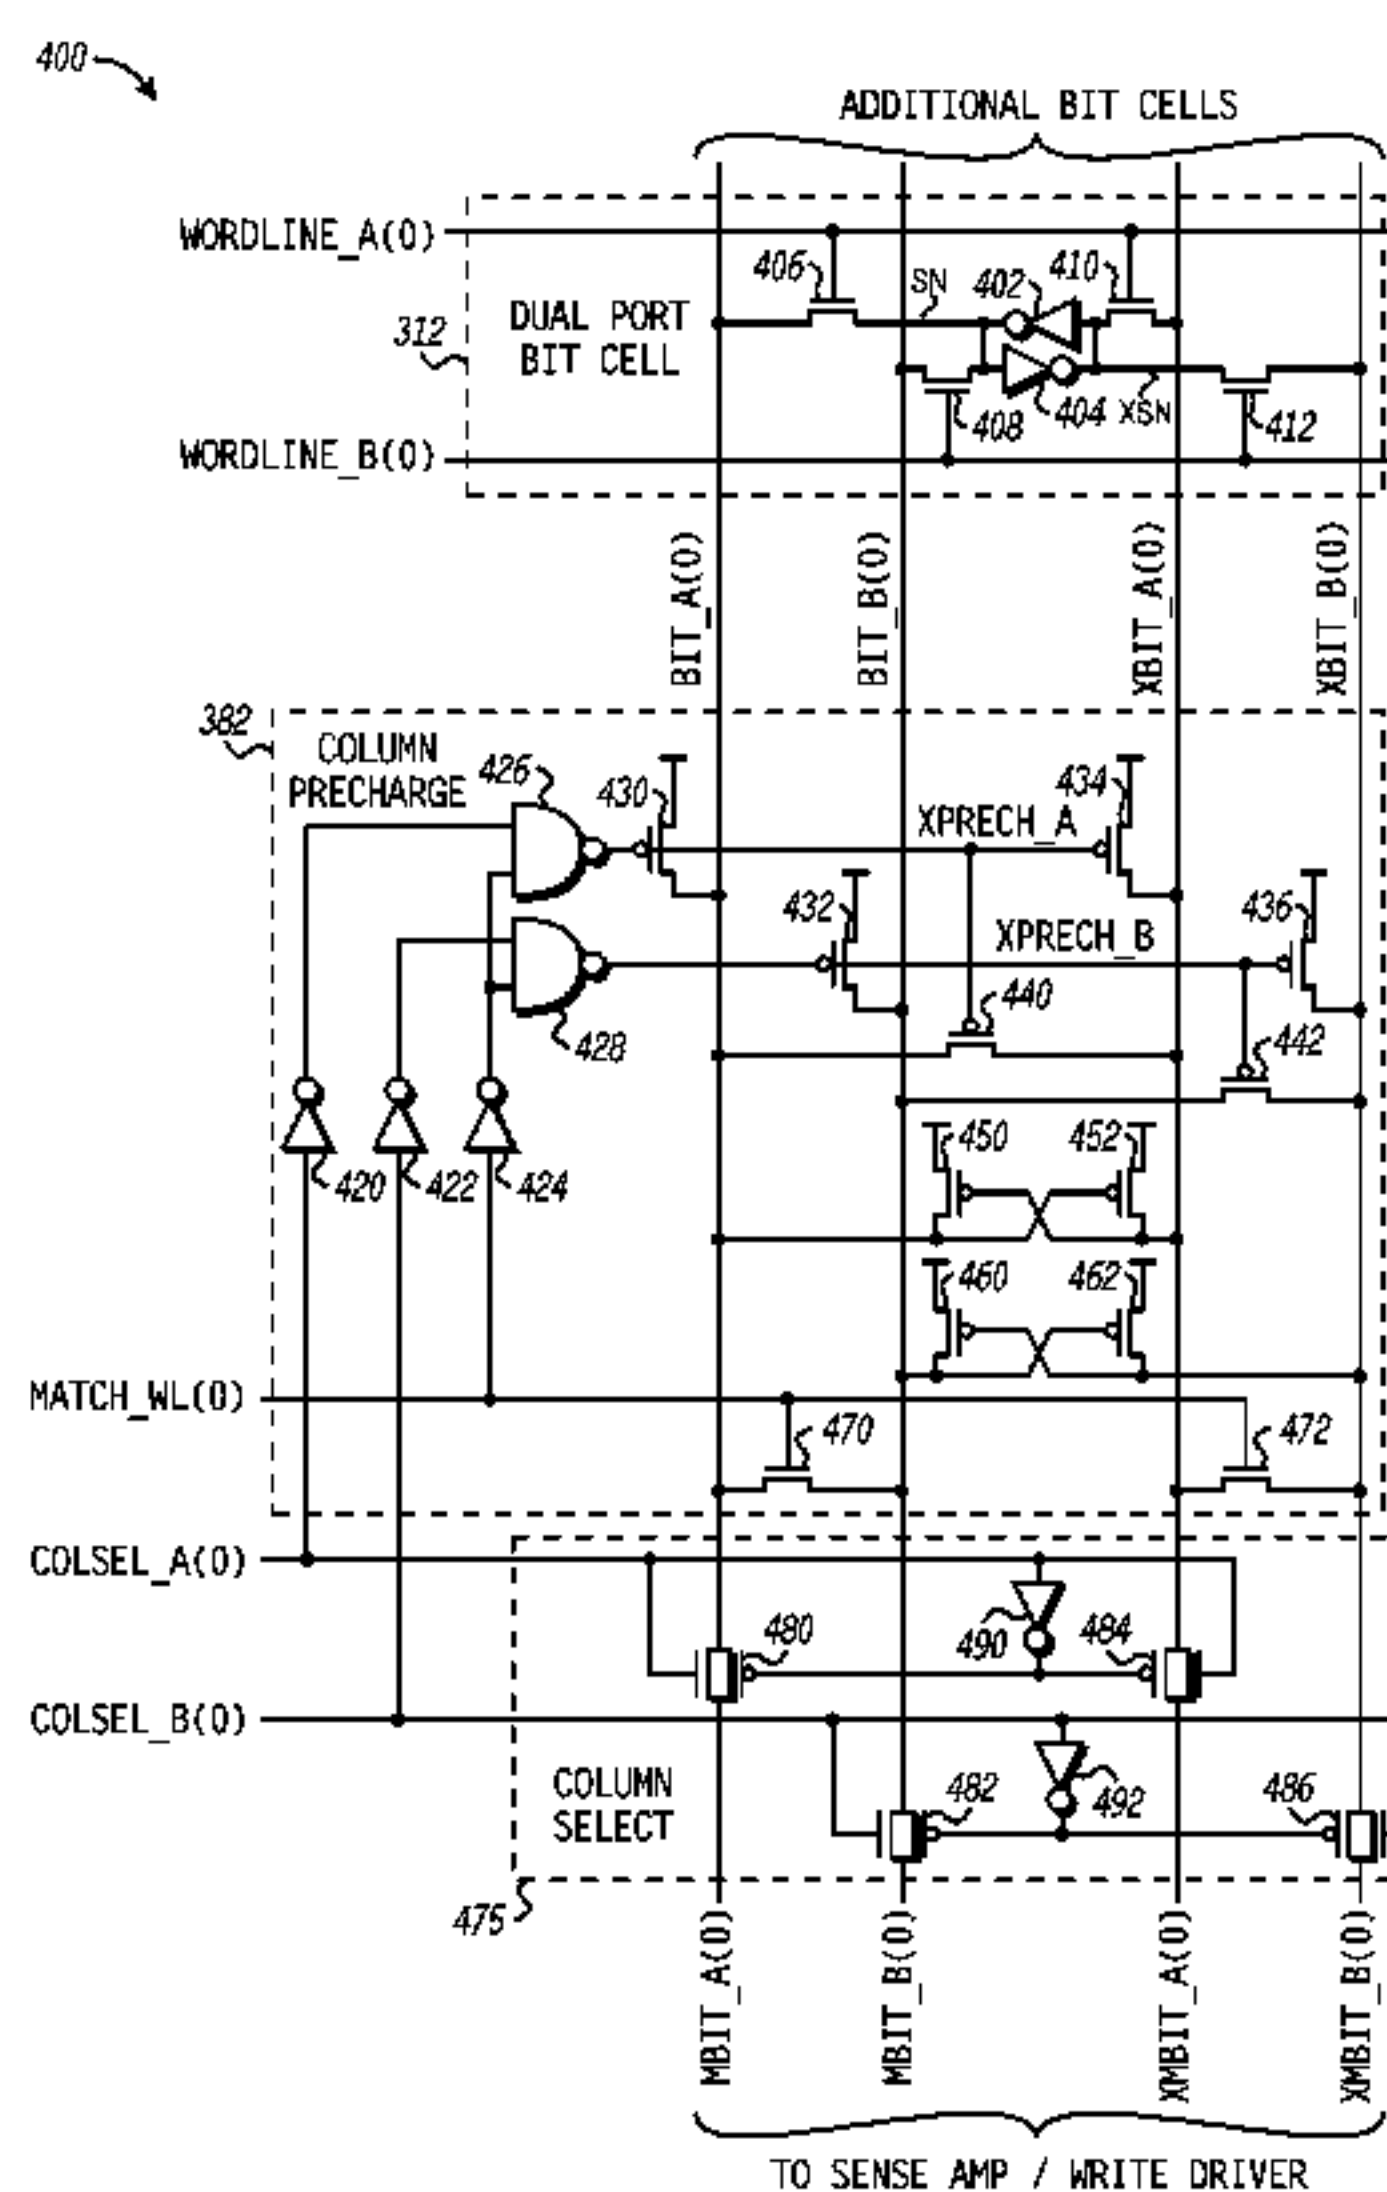 400
ADDITIONAL BIT CELLS
WORDLINE_A(0)
406
SN
402
410
312
DUAL PORT
BIT CELL
408
404
XSN
412
WORDLINE_B(0)
BIT_A(0)
BIT_B(0)
XBIT_A(0)
XBIT_B(0)
382
COLUMN
PRECHARGE
426
430
434
XPRECH_A
432
436
XPRECH_B
428
440
442
420
422
424
450
452
460
462
MATCH_WL(0)
470
472
COLSEL_A(0)
480
490
484
COLSEL_B(0)
COLUMN
SELECT
482
492
486
475
MBIT_A(0)
MBIT_B(0)
XMBIT_A(0)
XMBIT_B(0)
TO SENSE AMP / WRITE DRIVER